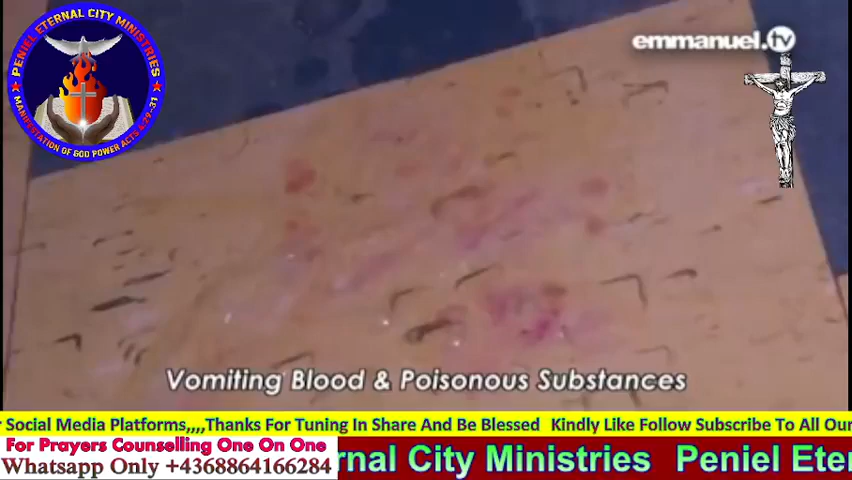 PENIEL ETERNAL CITY MINISTRIES
MANIFESTATION OF GOD POWER ACTS 4:29-31
emmanuel.tv
Vomiting Blood & Poisonous Substances
Social Media Platforms,,,,Thanks For Tuning In Share And Be Blessed Kindly Like Follow Subscribe To All Our
For Prayers Counselling One On One
Whatsapp Only +4368864166284
rnal City Ministries Peniel Eter